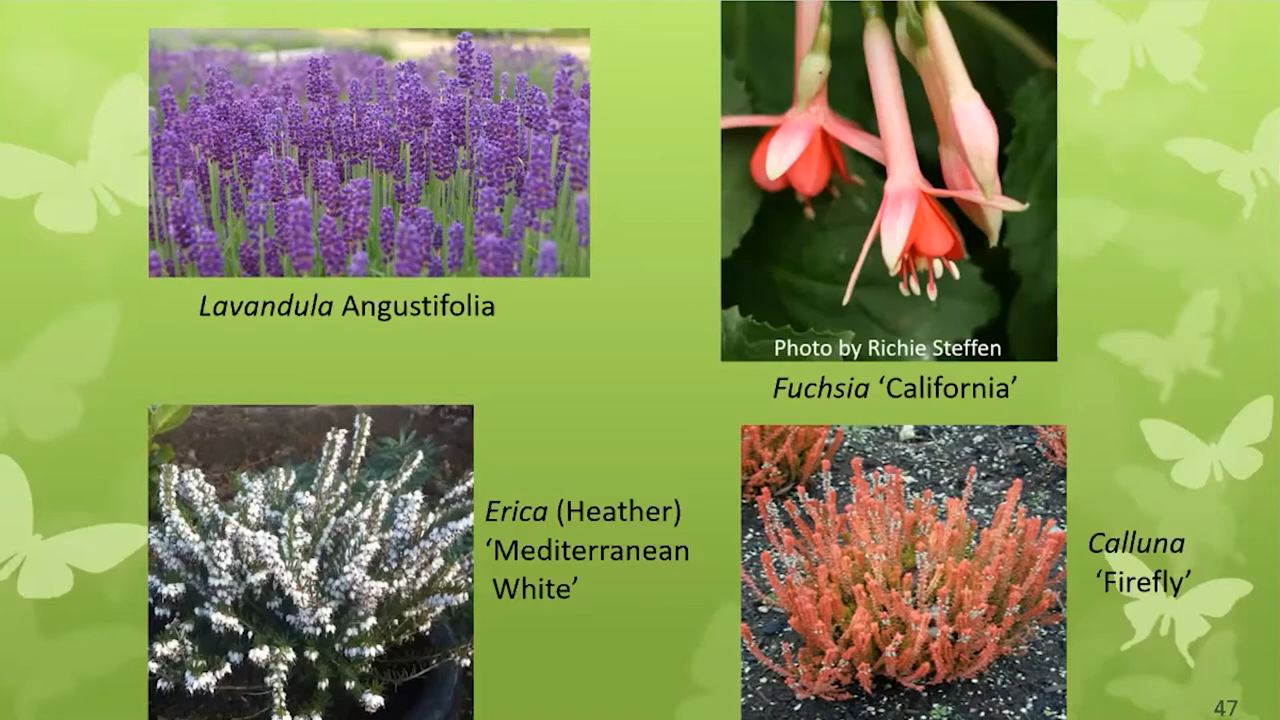 Lavandula Angustifolia
Photo by Richie Steffen
Fuchsia ‘California’
Erica (Heather)
‘Mediterranean
White’
Calluna
‘Firefly’
47